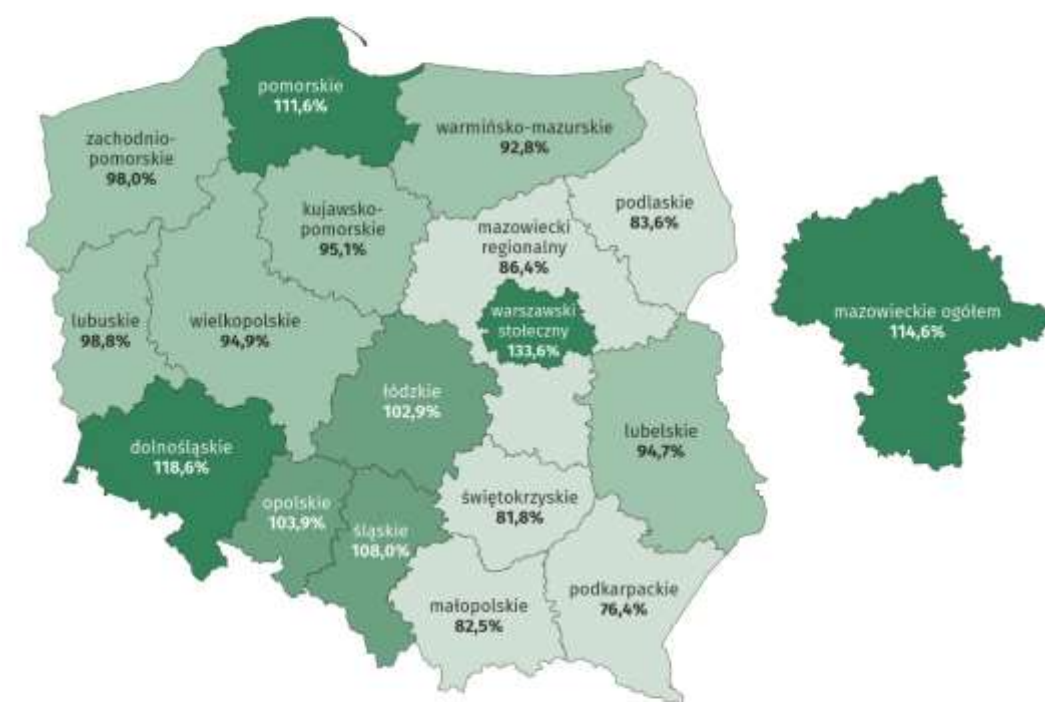 pomorskie
111,6%
warmińsko-mazurskie
92,8%
zachodnio-
pomorskie
98,0%
podlaskie
83,6%
kujawsko-
pomorskie
95,1%
mazowiecki
regionalny
86,4%
warszawski
stołeczny
133,6%
mazowieckie ogółem
114,6%
lubuskie
98,8%
wielkopolskie
94,9%
łódzkie
102,9%
lubelskie
94,7%
dolnośląskie
118,6%
opolskie
103,9%
śląskie
108,0%
świętokrzyskie
81,8%
podkarpackie
76,4%
małopolskie
82,5%